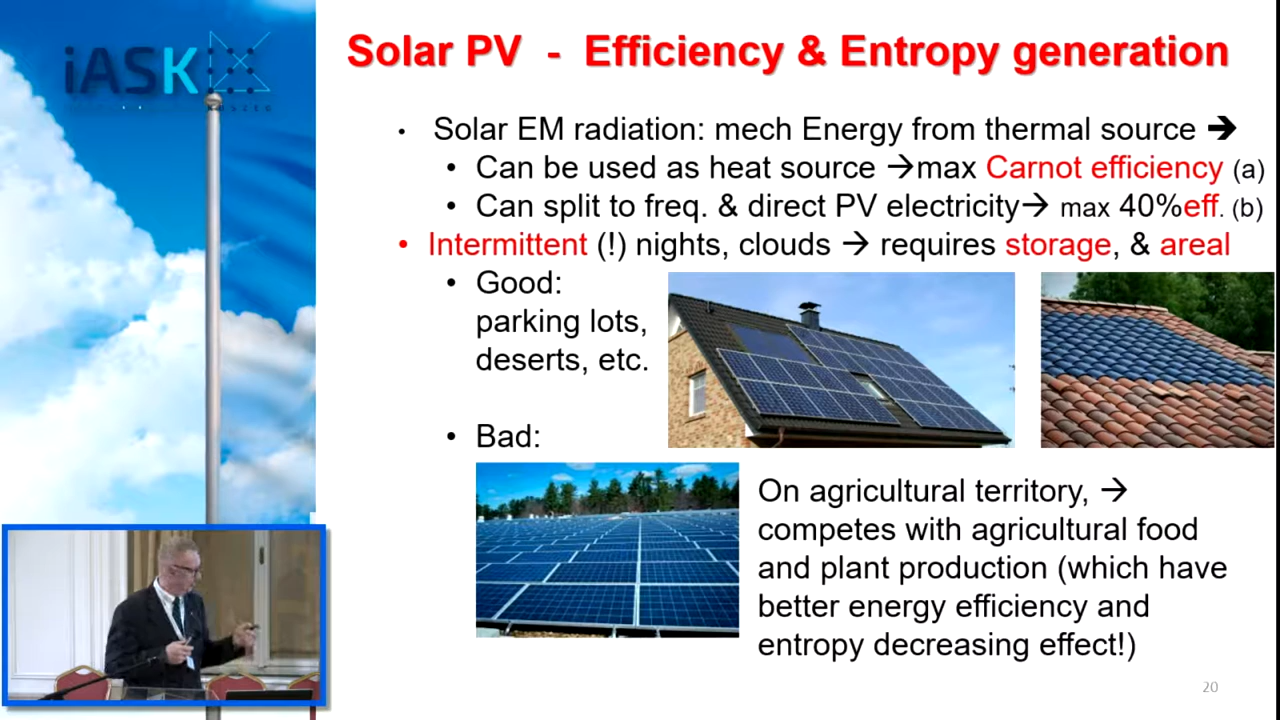 iASK
Solar PV - Efficiency & Entropy generation
• Solar EM radiation: mech Energy from thermal source →
• Can be used as heat source →max Carnot efficiency (a)
• Can split to freq. & direct PV electricity→ max 40%eff. (b)
• Intermittent (!) nights, clouds → requires storage, & areal
• Good:
parking lots,
deserts, etc.
• Bad:
On agricultural territory, →
competes with agricultural food
and plant production (which have
better energy efficiency and
entropy decreasing effect!)
20